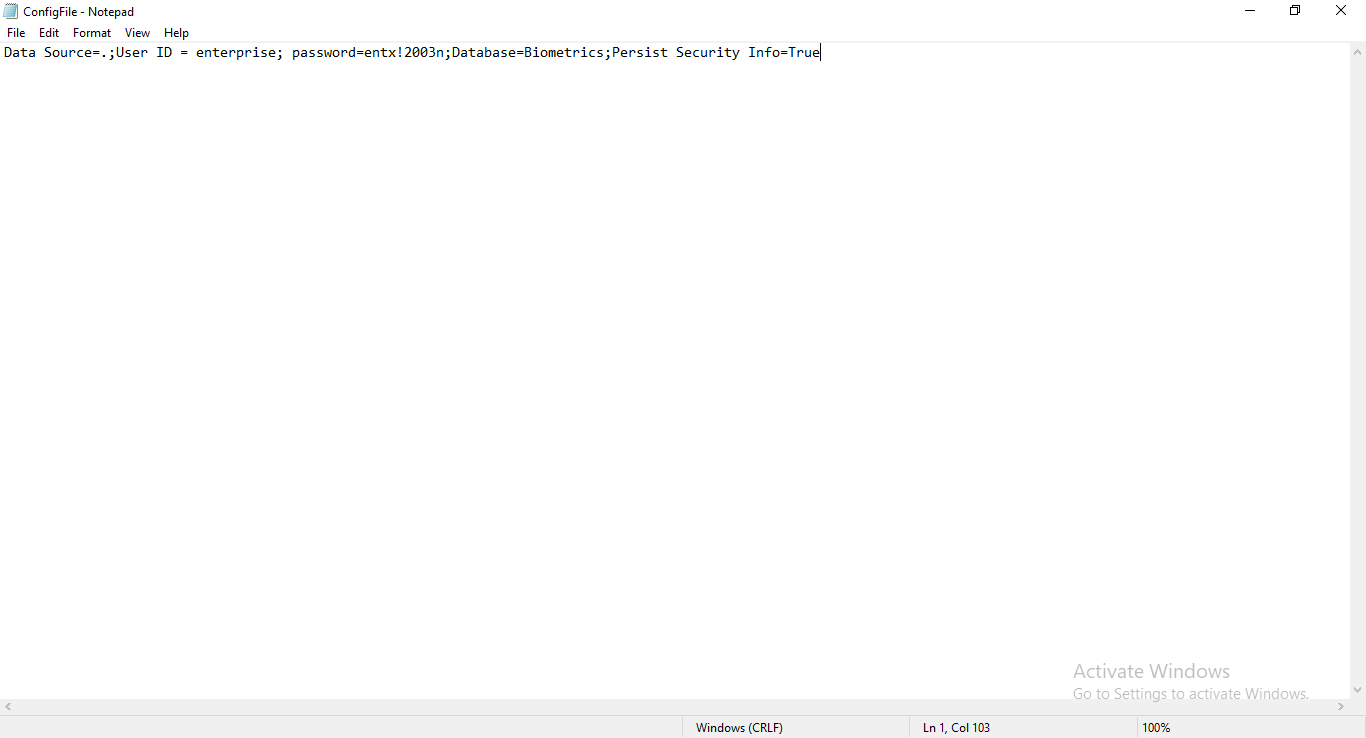 ConfigFile - Notepad
File Edit Format View Help
Data Source=.;User ID = enterprise; password=entx!2003n;Database=Biometrics;Persist Security Info=True
Activate Windows
Go to Settings to activate Windows.
Windows (CRLF) Ln 1, Col 103 100%